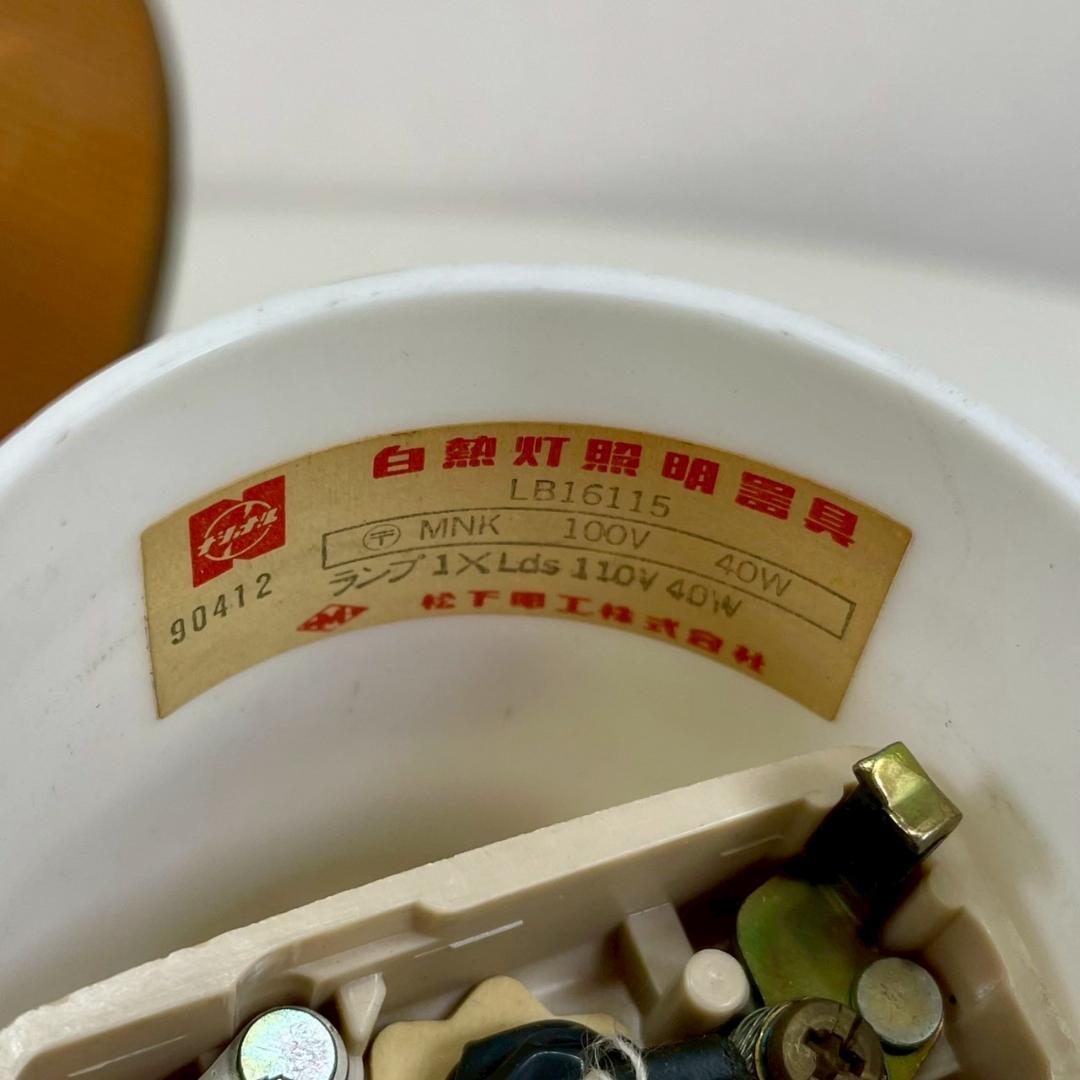 白熱灯照明器具
ナショナル
LB16115
〒 MNK 100V 40W
ランプ 1×Lds 110V 40W
90412
松下電工株式会社